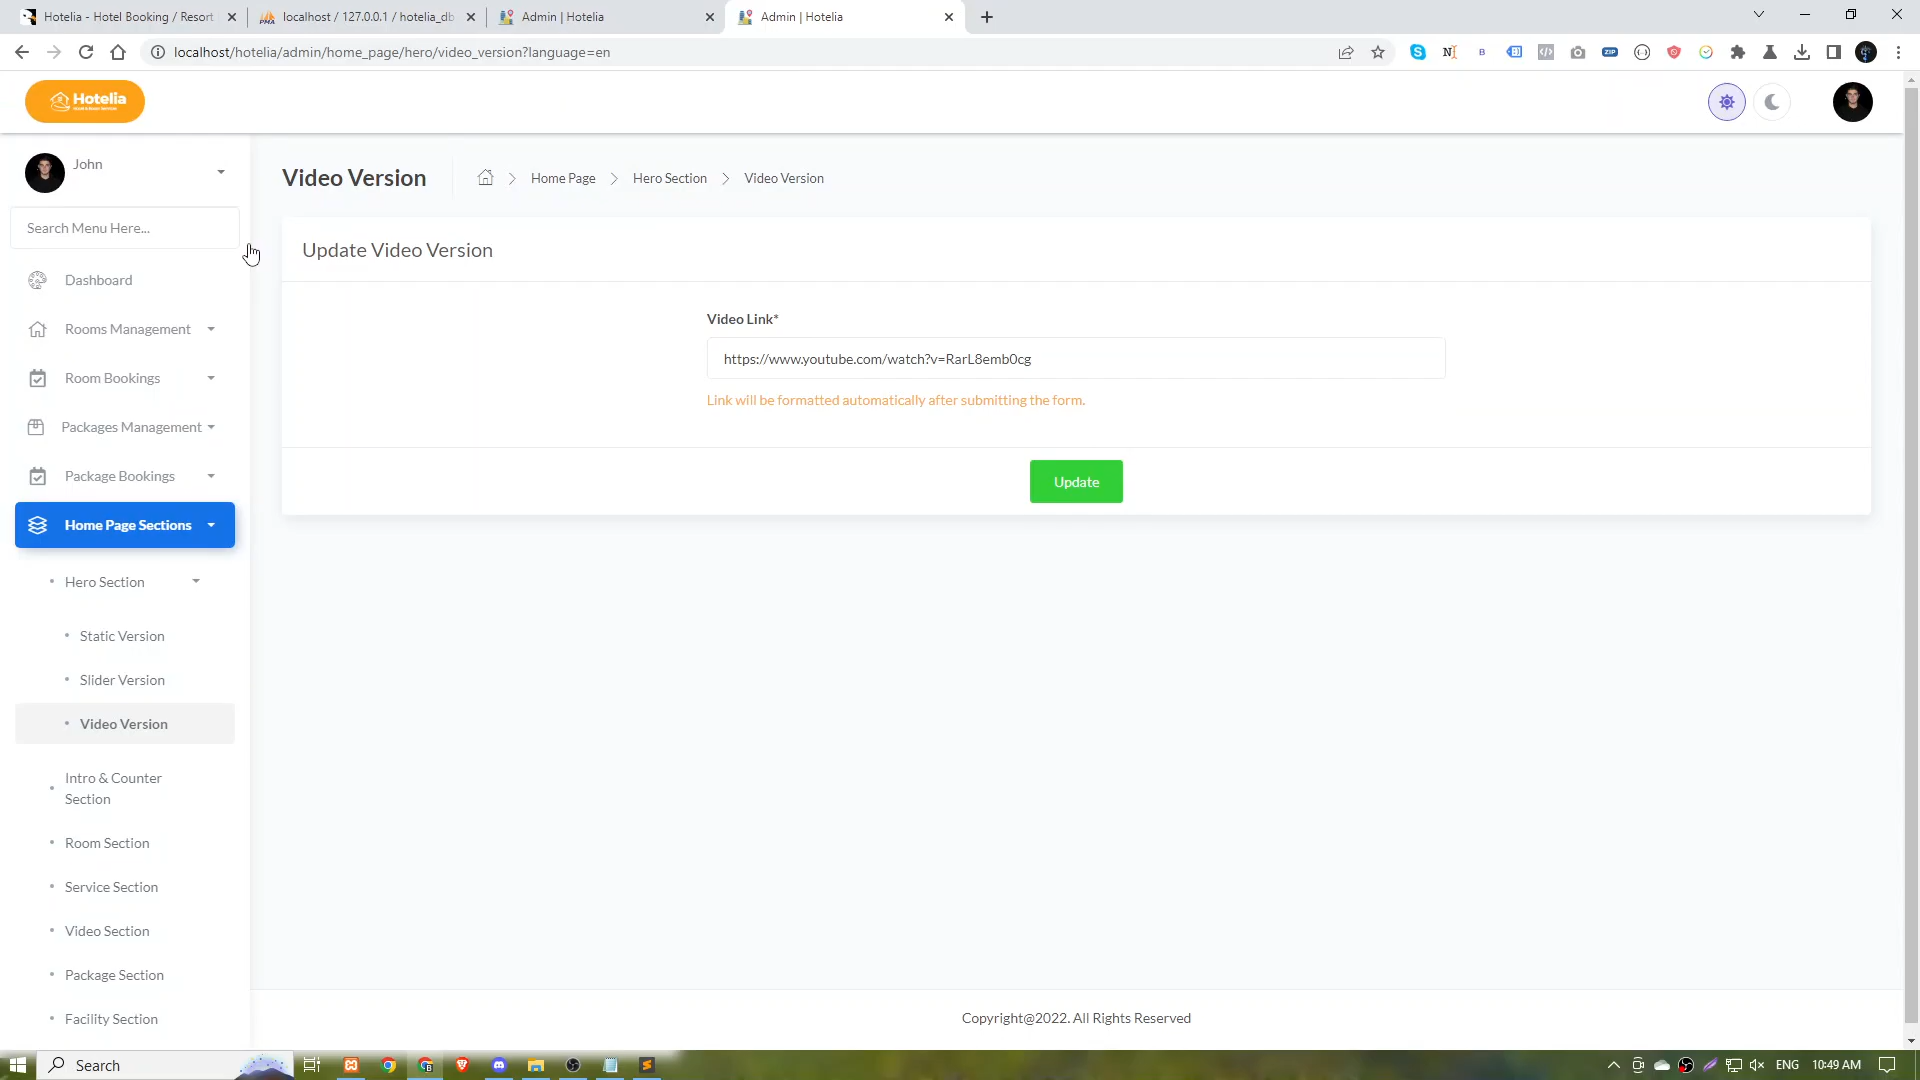 Hotelia - Hotel Booking / Resort
localhost / 127.0.0.1 / hotelia_db
Admin | Hotelia
Admin | Hotelia
localhost/hotelia/admin/home_page/hero/video_version?language=en
Hotelia
John
Search Menu Here...
Dashboard
Rooms Management
Room Bookings
Packages Management
Package Bookings
Home Page Sections
Hero Section
Static Version
Slider Version
Video Version
Intro & Counter
Section
Room Section
Service Section
Video Section
Package Section
Facility Section
Video Version
Home Page
Hero Section
Video Version
Update Video Version
Video Link*
https://www.youtube.com/watch?v=RarL8emb0cg
Link will be formatted automatically after submitting the form.
Update
Copyright@2022. All Rights Reserved
Search
ENG
10:49 AM